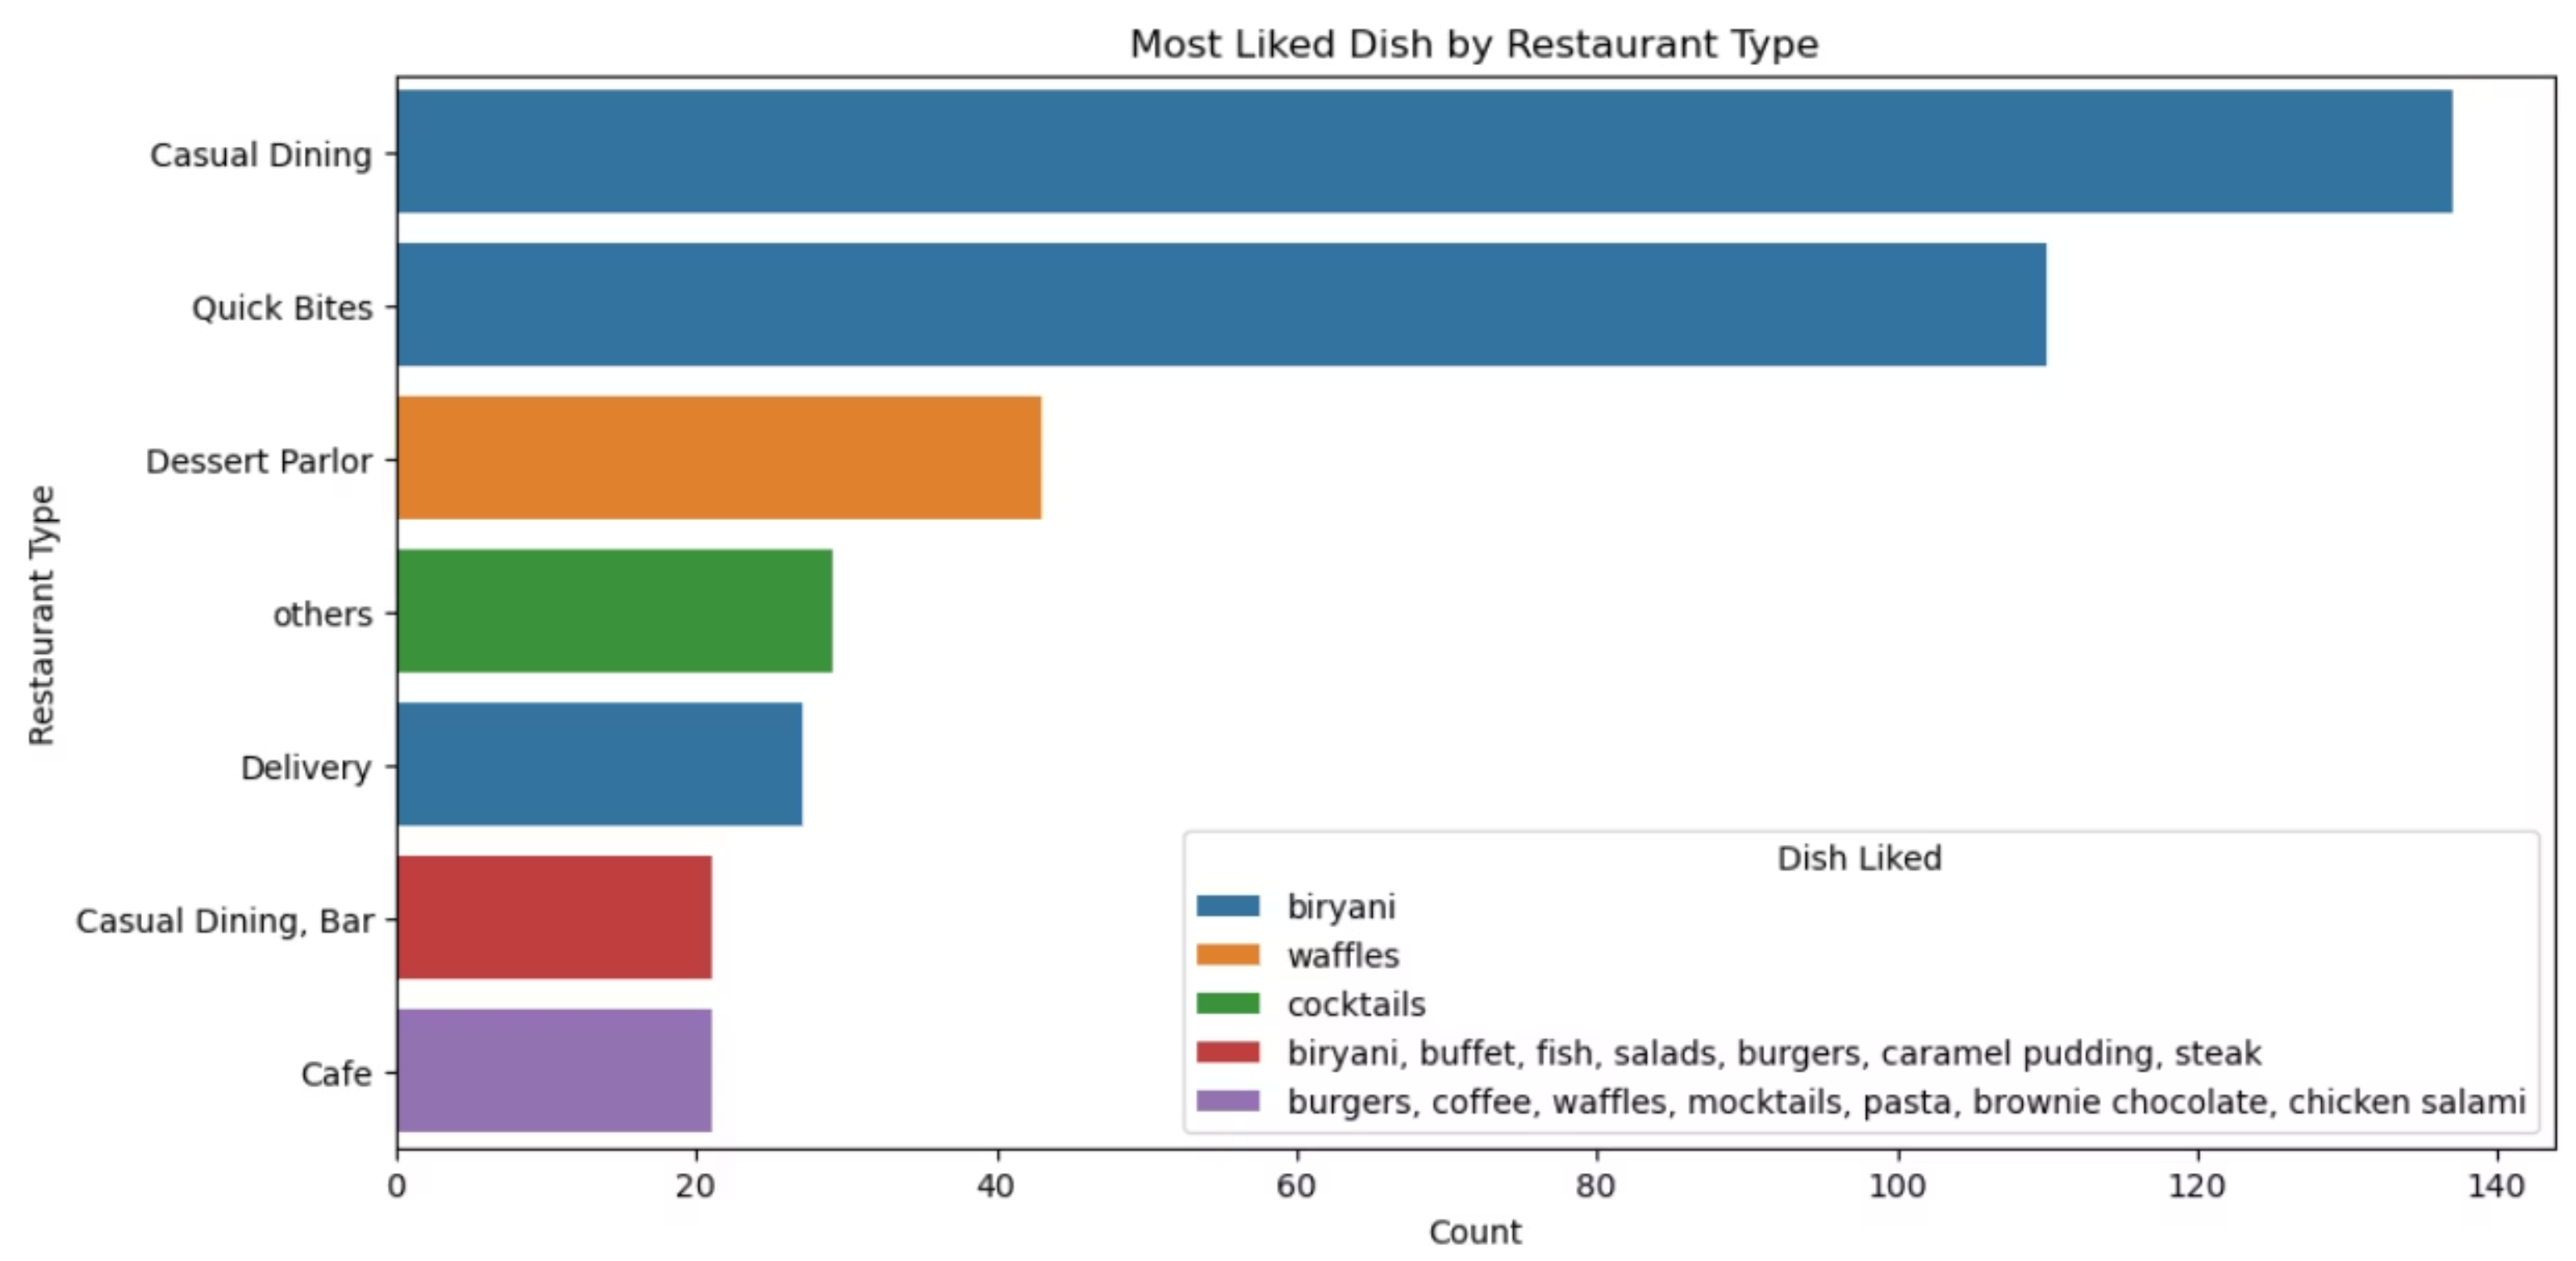 Most Liked Dish by Restaurant Type
Restaurant Type
Casual Dining
Quick Bites
Dessert Parlor
others
Delivery
Casual Dining, Bar
Cafe
Dish Liked
biryani
waffles
cocktails
biryani, buffet, fish, salads, burgers, caramel pudding, steak
burgers, coffee, waffles, mocktails, pasta, brownie chocolate, chicken salami
0 20 40 60 80 100 120 140
Count